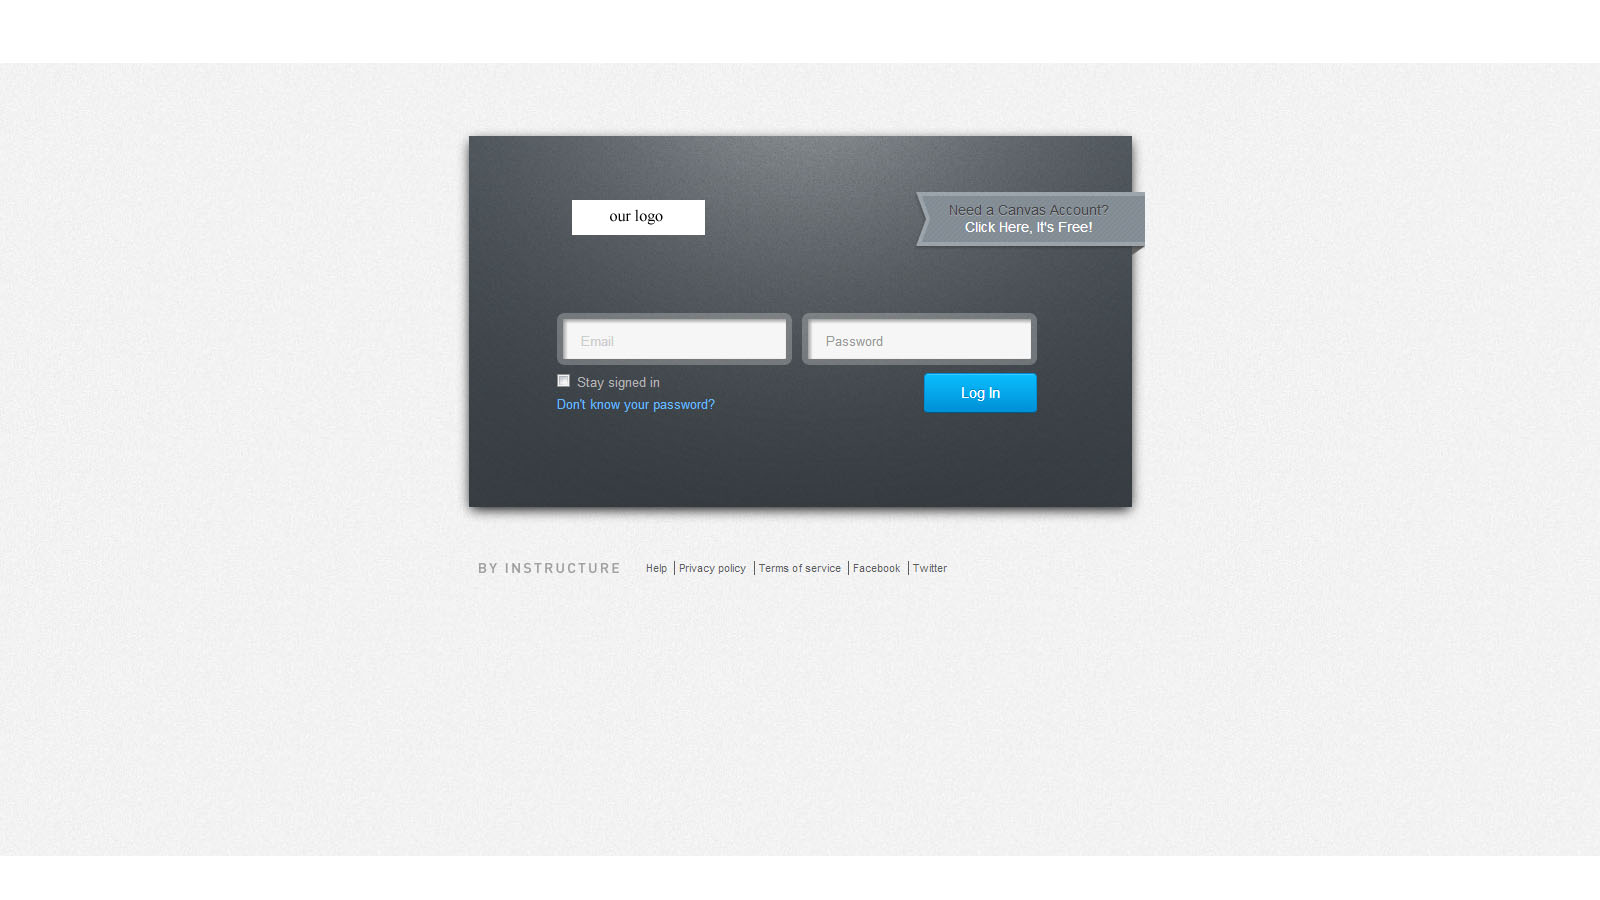 our logo
Need a Canvas Account?
Click Here, It's Free!
Email
Password
Stay signed in
Don't know your password?
Log In
BY INSTRUCTURE
Help
Privacy policy
Terms of service
Facebook
Twitter